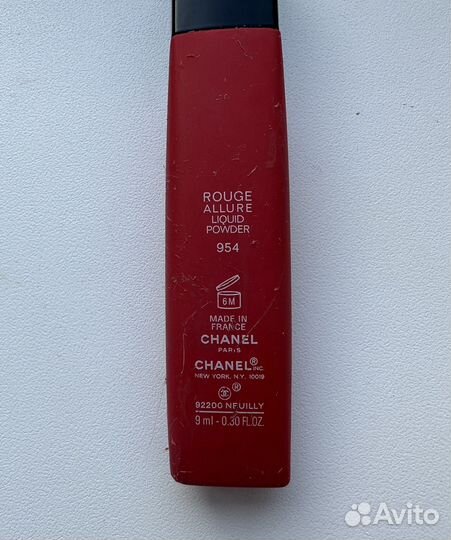 ROUGE
ALLURE
LIQUID
POWDER
954
6M
MADE IN
FRANCE
CHANEL
PARIS
CHANEL® INC.
NEW YORK, N.Y. 10019
®
92200 NEUILLY
9 ml - 0.30 FL.OZ.
Avito